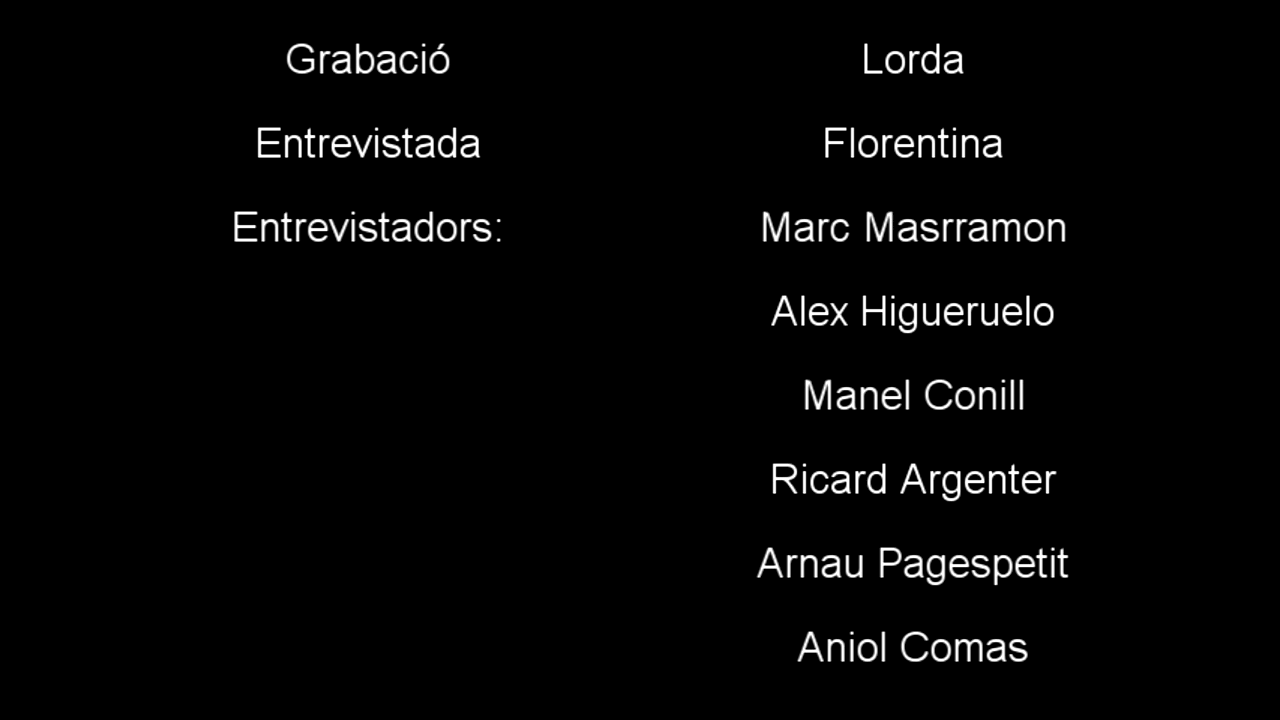 Grabació Lorda
Entrevistada Florentina
Entrevistadors: Marc Masrramon
Alex Higueruelo
Manel Conill
Ricard Argenter
Arnau Pagespetit
Aniol Comas